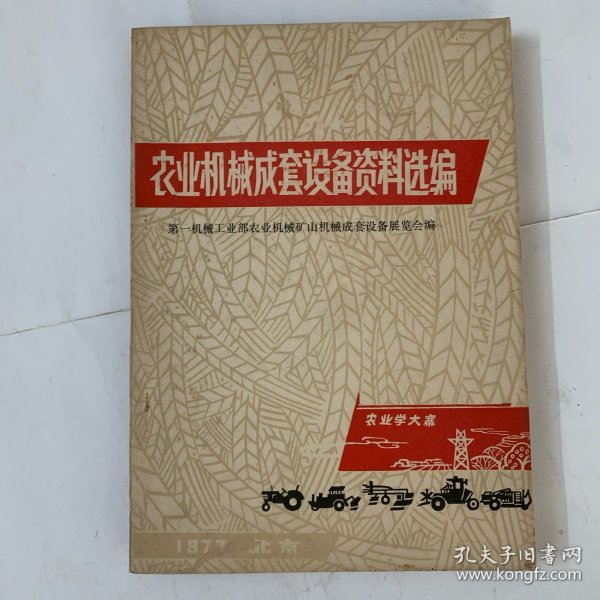 农业机械成套设备资料选编
第一机械工业部农业机械矿山机械成套设备展览会编
农业学大寨
1973 北京
孔夫子旧书网
www.kongfz.com